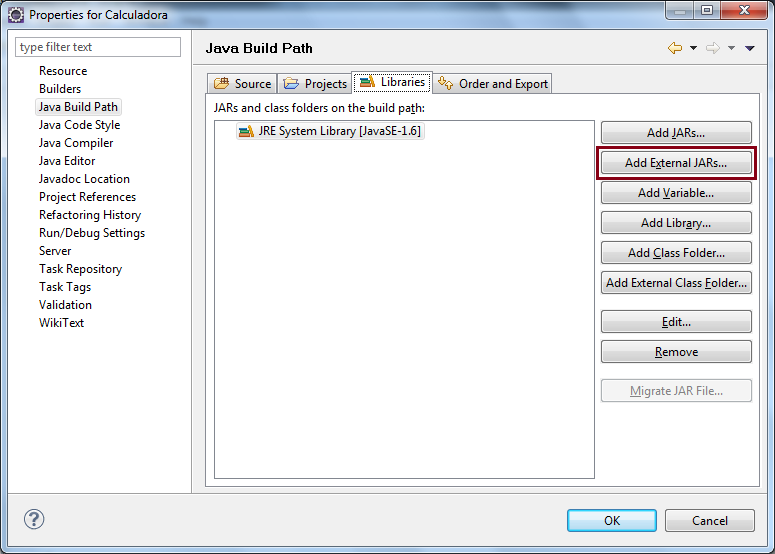 Properties for Calculadora
type filter text
Resource
Builders
Java Build Path
Java Code Style
Java Compiler
Java Editor
Javadoc Location
Project References
Refactoring History
Run/Debug Settings
Server
Task Repository
Task Tags
Validation
WikiText
Java Build Path
Source
Projects
Libraries
Order and Export
JARs and class folders on the build path:
JRE System Library [JavaSE-1.6]
Add JARs...
Add External JARs...
Add Variable...
Add Library...
Add Class Folder...
Add External Class Folder...
Edit...
Remove
Migrate JAR File...
?
OK
Cancel